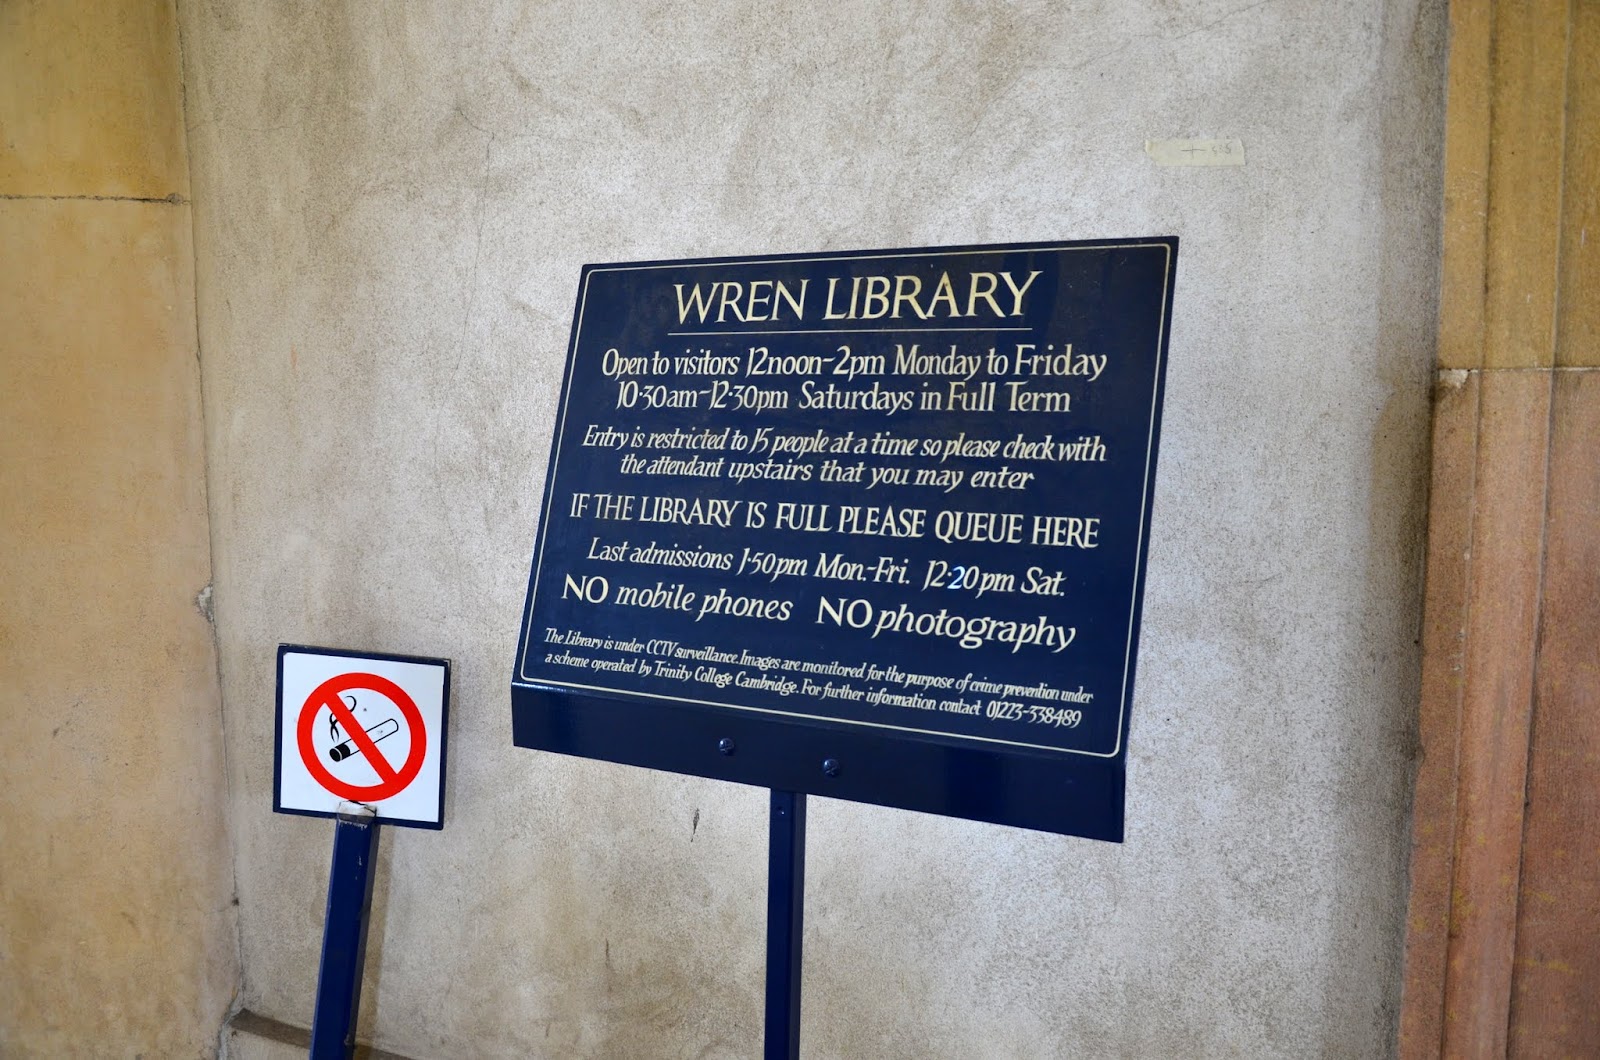 WREN LIBRARY
Open to visitors 12noon-2pm Monday to Friday
10·30am-12·30pm Saturdays in Full Term
Entry is restricted to 15 people at a time so please check with
the attendant upstairs that you may enter
IF THE LIBRARY IS FULL PLEASE QUEUE HERE
Last admissions 1·50pm Mon.-Fri. 12·20pm Sat.
NO mobile phones NO photography
The Library is under CCTV surveillance. Images are monitored for the purpose of crime prevention under
a scheme operated by Trinity College Cambridge. For further information contact 01223-338489